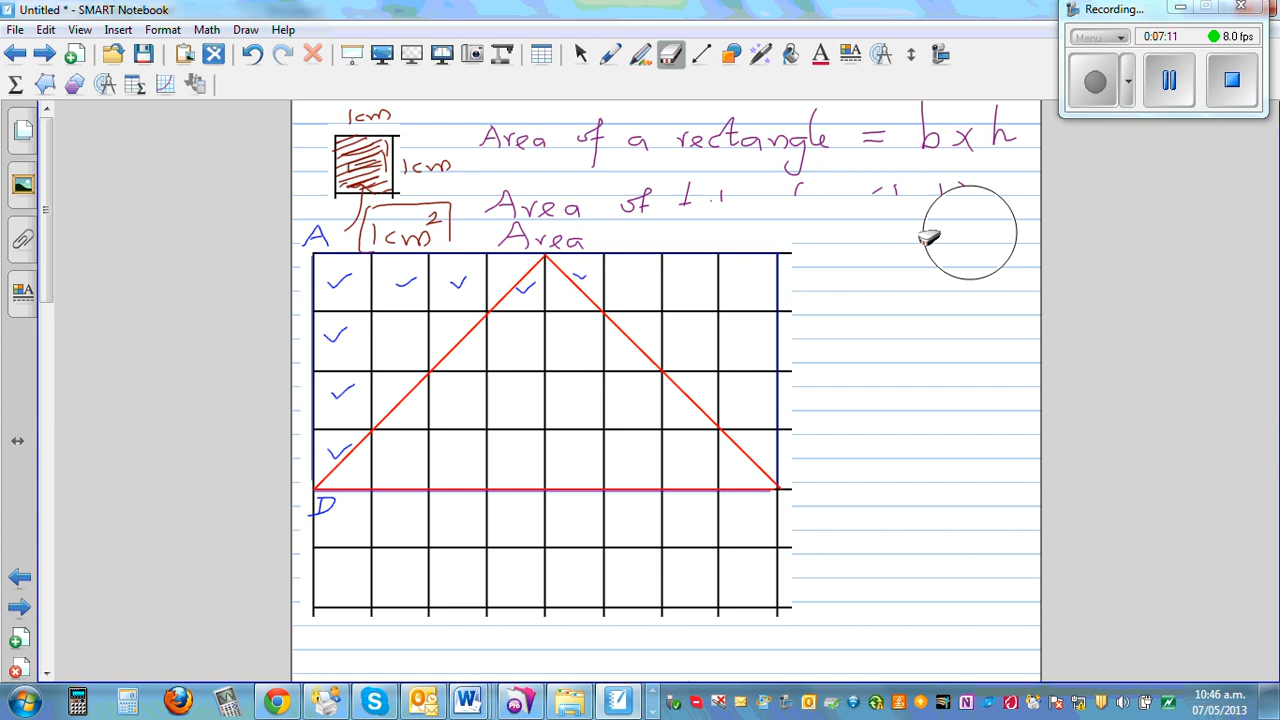 Untitled * - SMART Notebook
Recording...
File Edit View Insert Format Math Draw Help
Menu
0:07:11
8.0 fps
1cm
Area of a rectangle = b x h
1cm
Area of
1cm²
A
Area
D
10:46 a.m.
07/05/2013